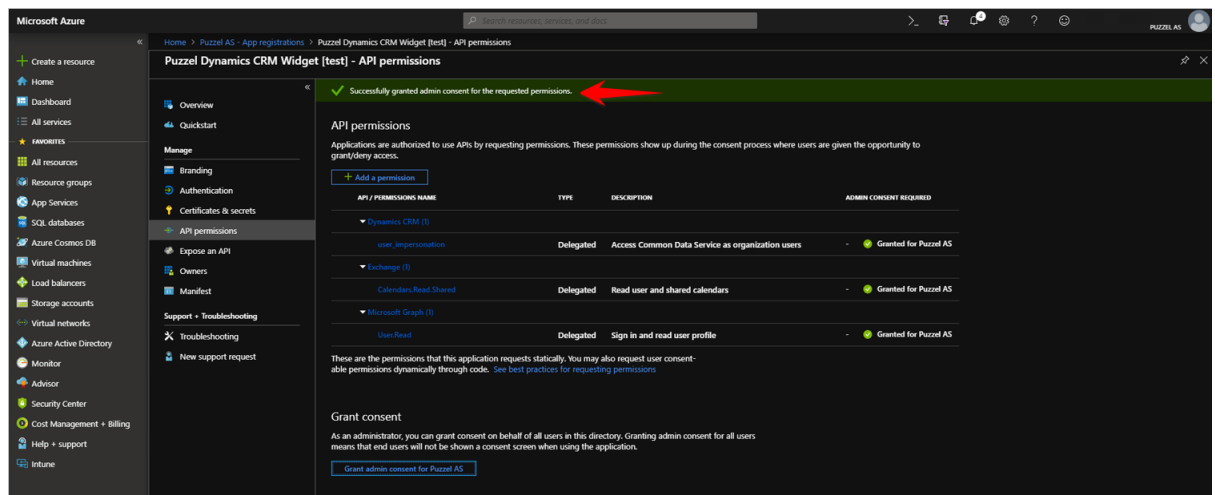 Microsoft Azure
Search resources, services, and docs
PUZZEL AS
Home > Puzzel AS - App registrations > Puzzel Dynamics CRM Widget [test] - API permissions
Puzzel Dynamics CRM Widget [test] - API permissions
Create a resource
Home
Dashboard
All services
FAVORITES
All resources
Resource groups
App Services
SQL databases
Azure Cosmos DB
Virtual machines
Load balancers
Storage accounts
Virtual networks
Azure Active Directory
Monitor
Advisor
Security Center
Cost Management + Billing
Help + support
Intune
Overview
Quickstart
Manage
Branding
Authentication
Certificates & secrets
API permissions
Expose an API
Owners
Manifest
Support + Troubleshooting
Troubleshooting
New support request
Successfully granted admin consent for the requested permissions.
API permissions
Applications are authorized to use APIs by requesting permissions. These permissions show up during the consent process where users are given the opportunity to
grant/deny access.
+ Add a permission
API / PERMISSIONS NAME TYPE DESCRIPTION ADMIN CONSENT REQUIRED
Dynamics CRM (1)
user_impersonation Delegated Access Common Data Service as organization users - Granted for Puzzel AS
Exchange (1)
Calendars.Read.Shared Delegated Read user and shared calendars - Granted for Puzzel AS
Microsoft Graph (1)
User.Read Delegated Sign in and read user profile - Granted for Puzzel AS
These are the permissions that this application requests statically. You may also request user consent-
able permissions dynamically through code. See best practices for requesting permissions
Grant consent
As an administrator, you can grant consent on behalf of all users in this directory. Granting admin consent for all users
means that end users will not be shown a consent screen when using the application.
Grant admin consent for Puzzel AS